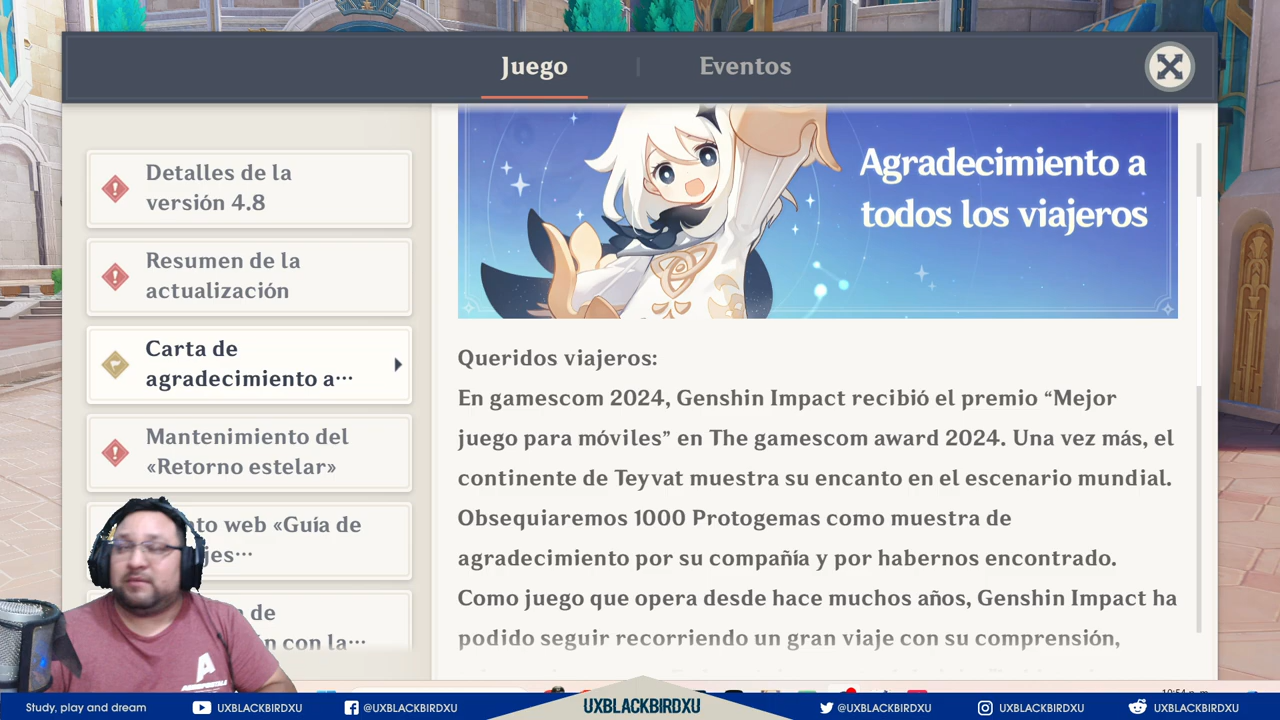 Juego
Eventos
Detalles de la
versión 4.8
Resumen de la
actualización
Carta de
agradecimiento a···
Mantenimiento del
«Retorno estelar»
web «Guía de
de
con la···
Agradecimiento a
todos los viajeros
Queridos viajeros:
En gamescom 2024, Genshin Impact recibió el premio “Mejor
juego para móviles” en The gamescom award 2024. Una vez más, el
continente de Teyvat muestra su encanto en el escenario mundial.
Obsequiaremos 1000 Protogemas como muestra de
agradecimiento por su compañía y por habernos encontrado.
Como juego que opera desde hace muchos años, Genshin Impact ha
podido seguir recorriendo un gran viaje con su comprensión,
Study, play and dream
UXBLACKBIRDXU
@UXBLACKBIRDXU
UXBLACKBIRDXU
@UXBLACKBIRDXU
UXBLACKBIRDXU
UXBLACKBIRDXU